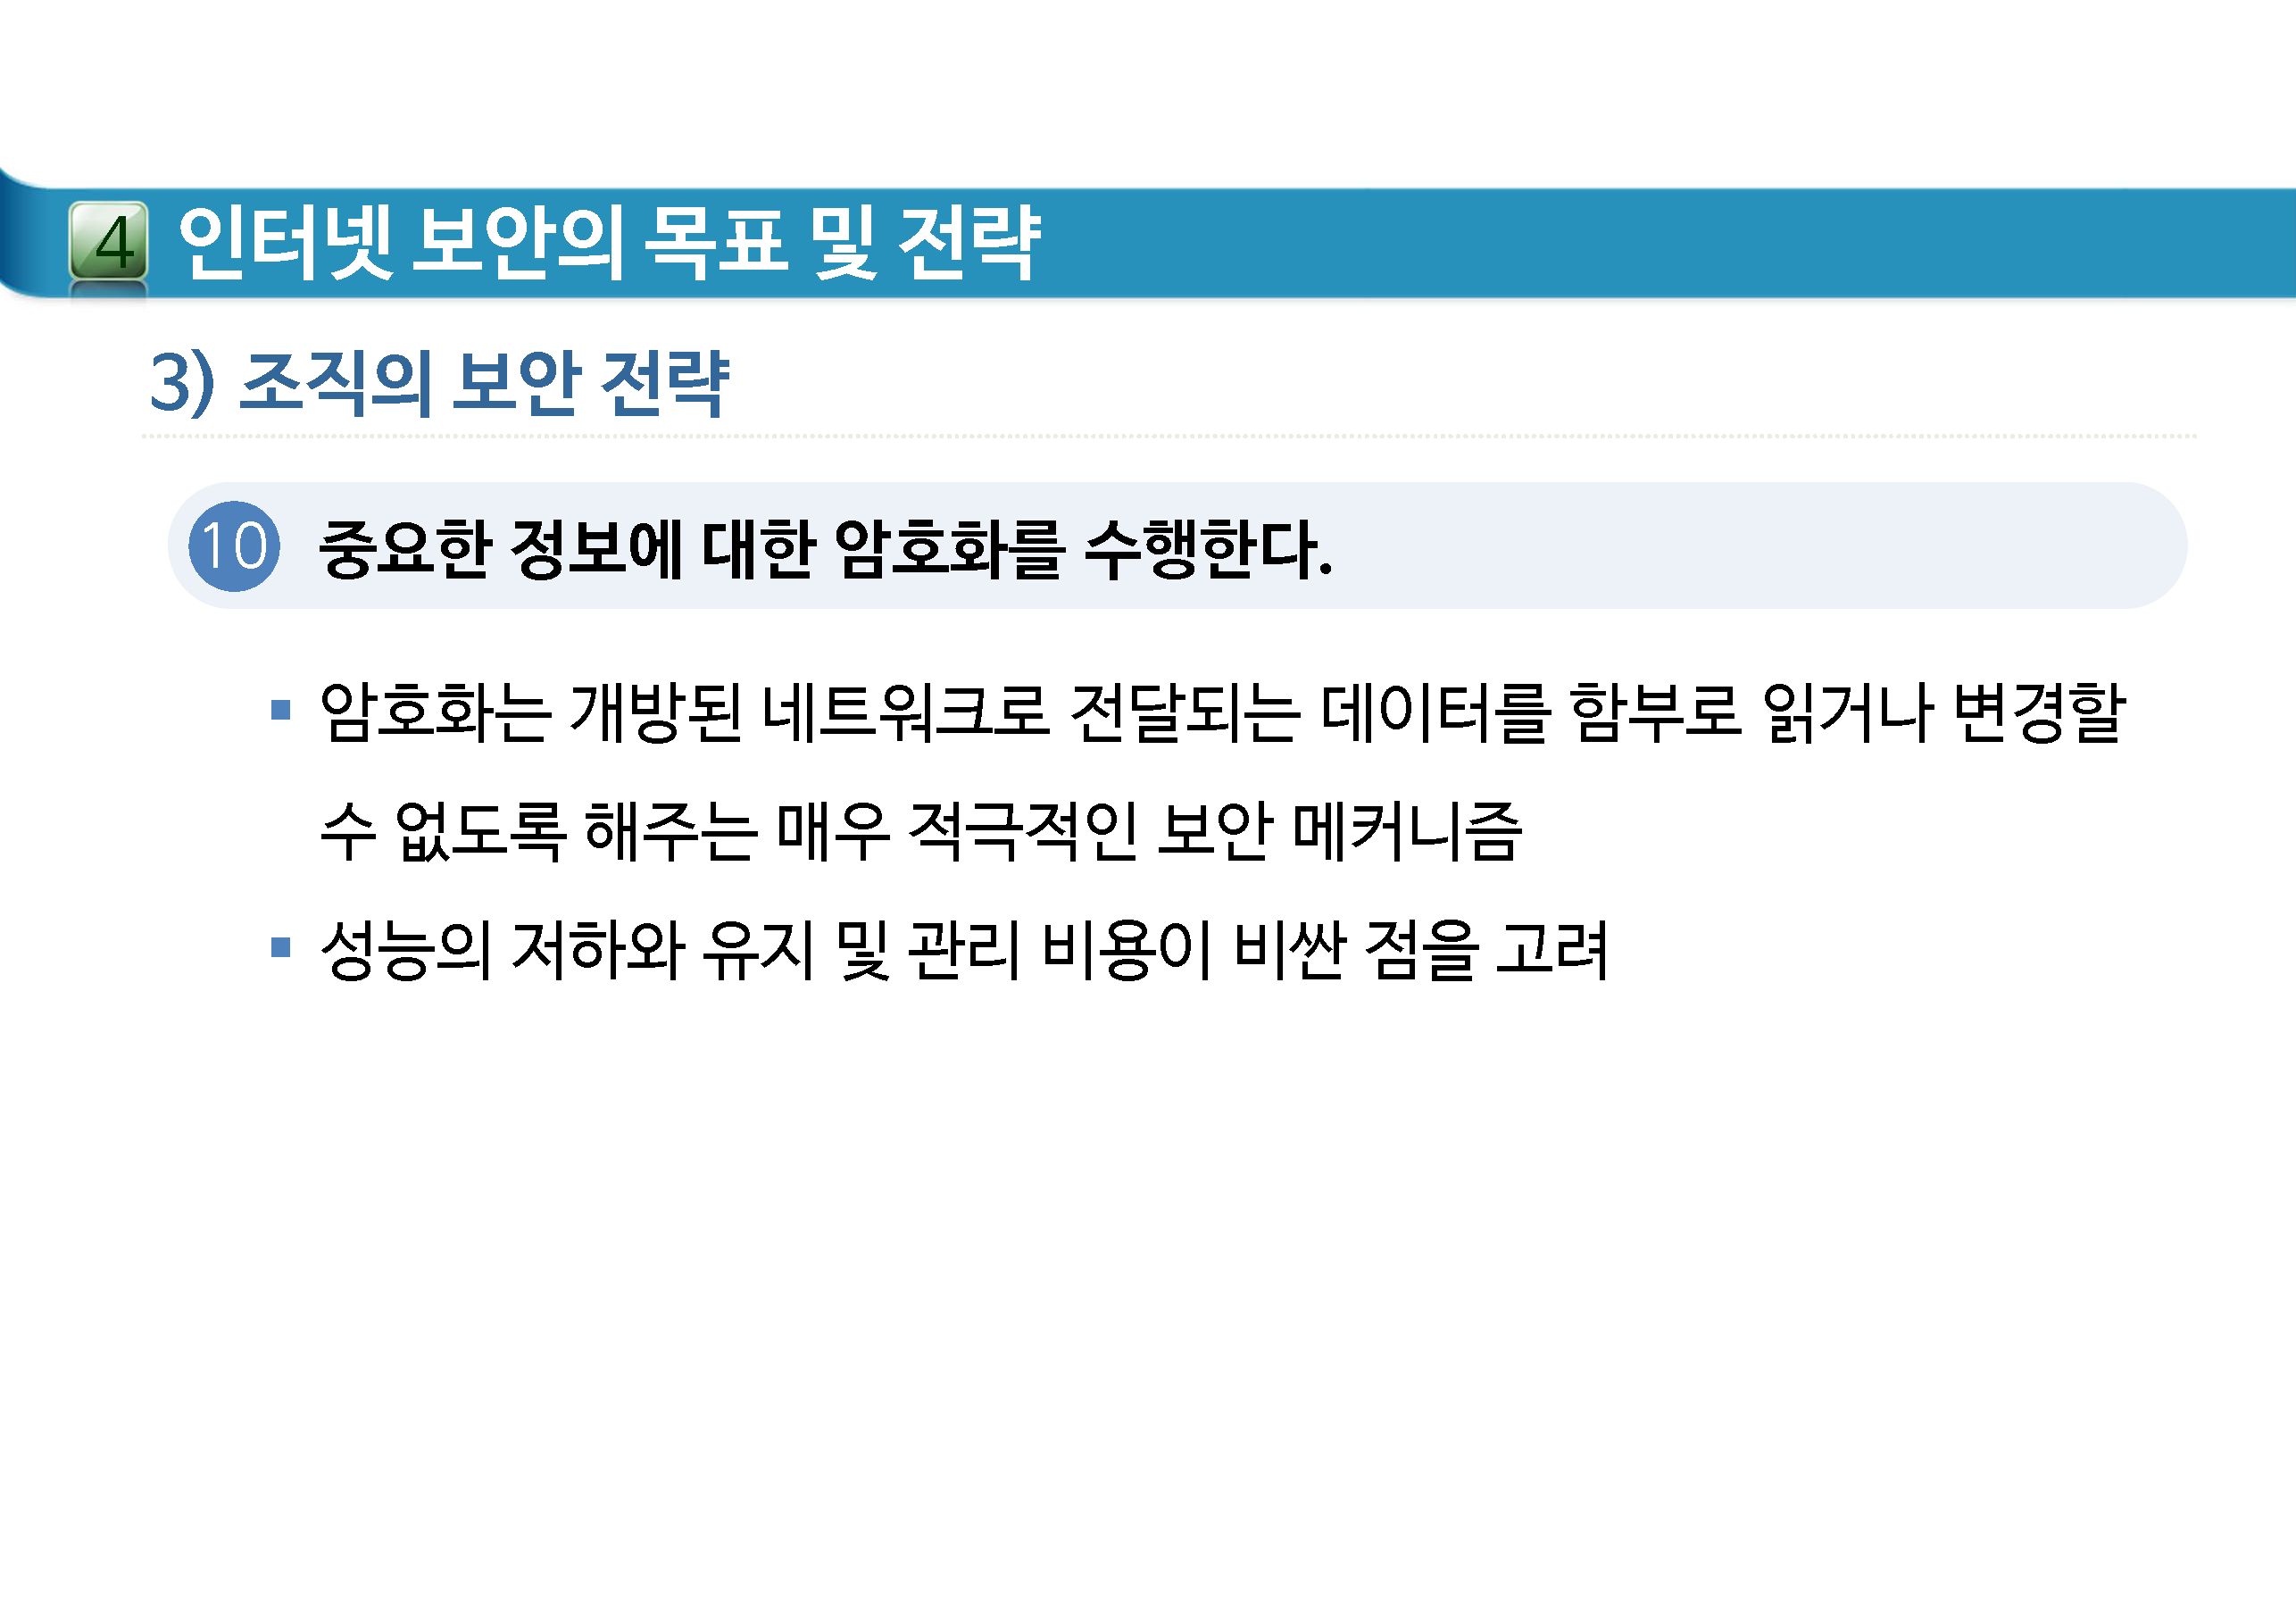 4 인터넷 보안의 목표 및 전략
3) 조직의 보안 전략
10 중요한 정보에 대한 암호화를 수행한다.
▪ 암호화는 개방된 네트워크로 전달되는 데이터를 함부로 읽거나 변경할
수 없도록 해주는 매우 적극적인 보안 메커니즘
▪ 성능의 저하와 유지 및 관리 비용이 비싼 점을 고려